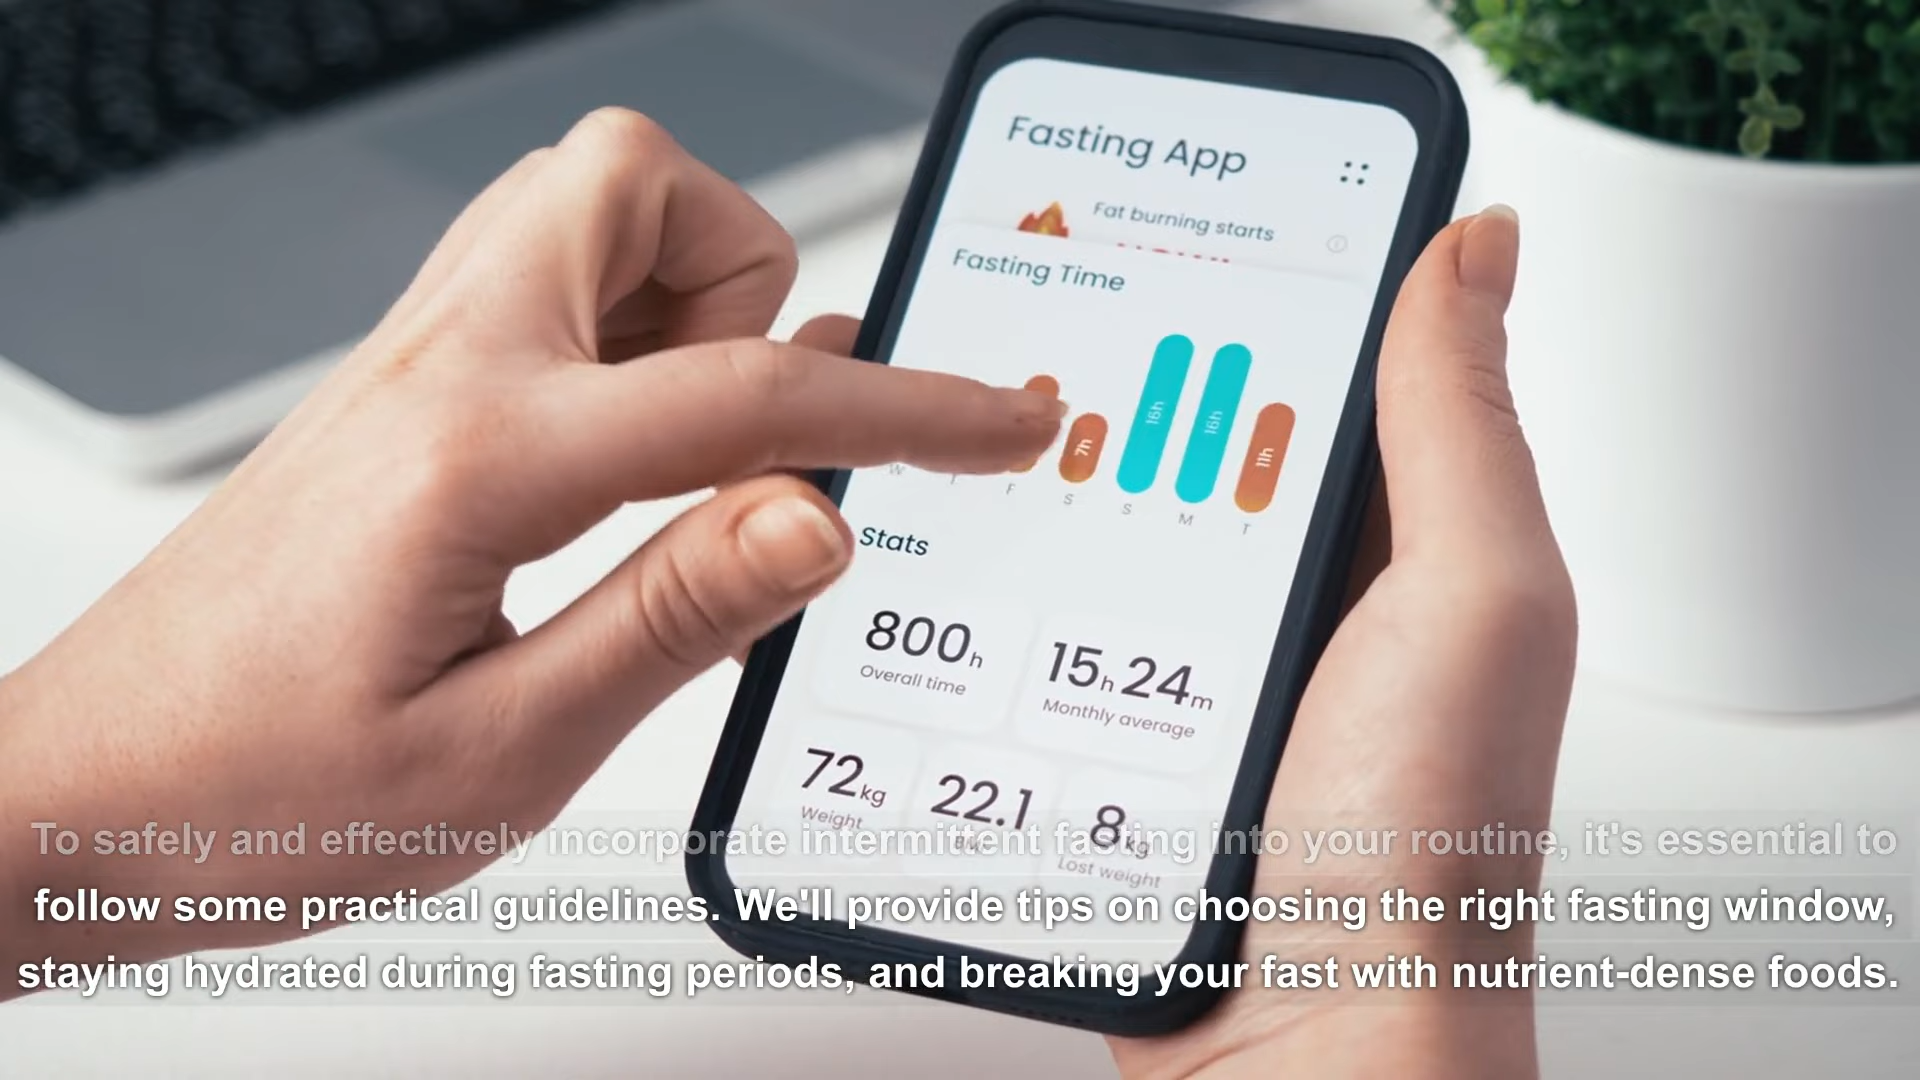 Fasting App
Fat burning starts
Fasting Time
7h
16h
16h
11h
W
T
F
S
S
M
T
Stats
800h
Overall time
15h 24m
Monthly average
72kg
Weight
22.1
BMI
8kg
Lost weight
To safely and effectively incorporate intermittent fasting into your routine, it's essential to
follow some practical guidelines. We'll provide tips on choosing the right fasting window,
staying hydrated during fasting periods, and breaking your fast with nutrient-dense foods.